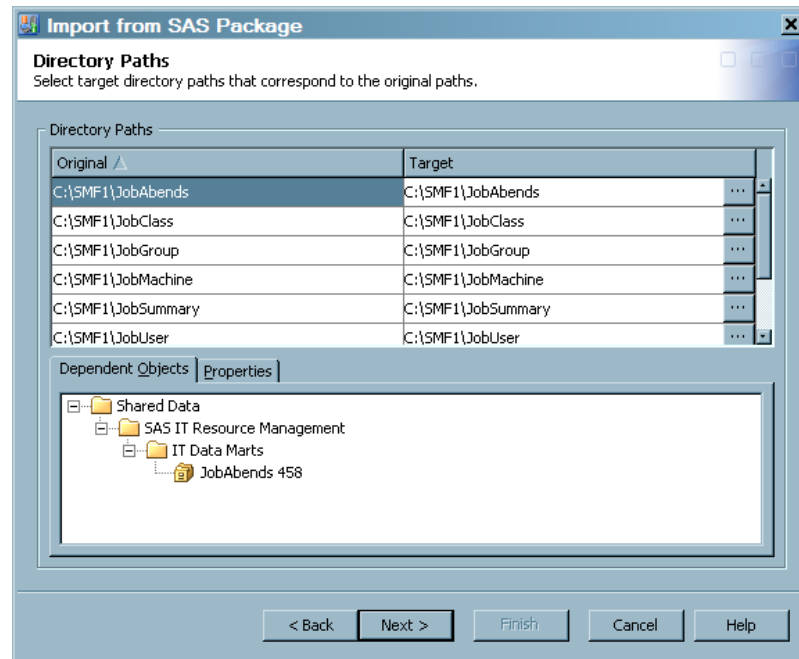 Import from SAS Package
Directory Paths
Select target directory paths that correspond to the original paths.
Directory Paths
Original Target
C:\SMF1\JobAbends C:\SMF1\JobAbends ...
C:\SMF1\JobClass C:\SMF1\JobClass ...
C:\SMF1\JobGroup C:\SMF1\JobGroup ...
C:\SMF1\JobMachine C:\SMF1\JobMachine ...
C:\SMF1\JobSummary C:\SMF1\JobSummary ...
C:\SMF1\JobUser C:\SMF1\JobUser ...
Dependent Objects Properties
Shared Data
SAS IT Resource Management
IT Data Marts
JobAbends 458
< Back Next > Finish Cancel Help